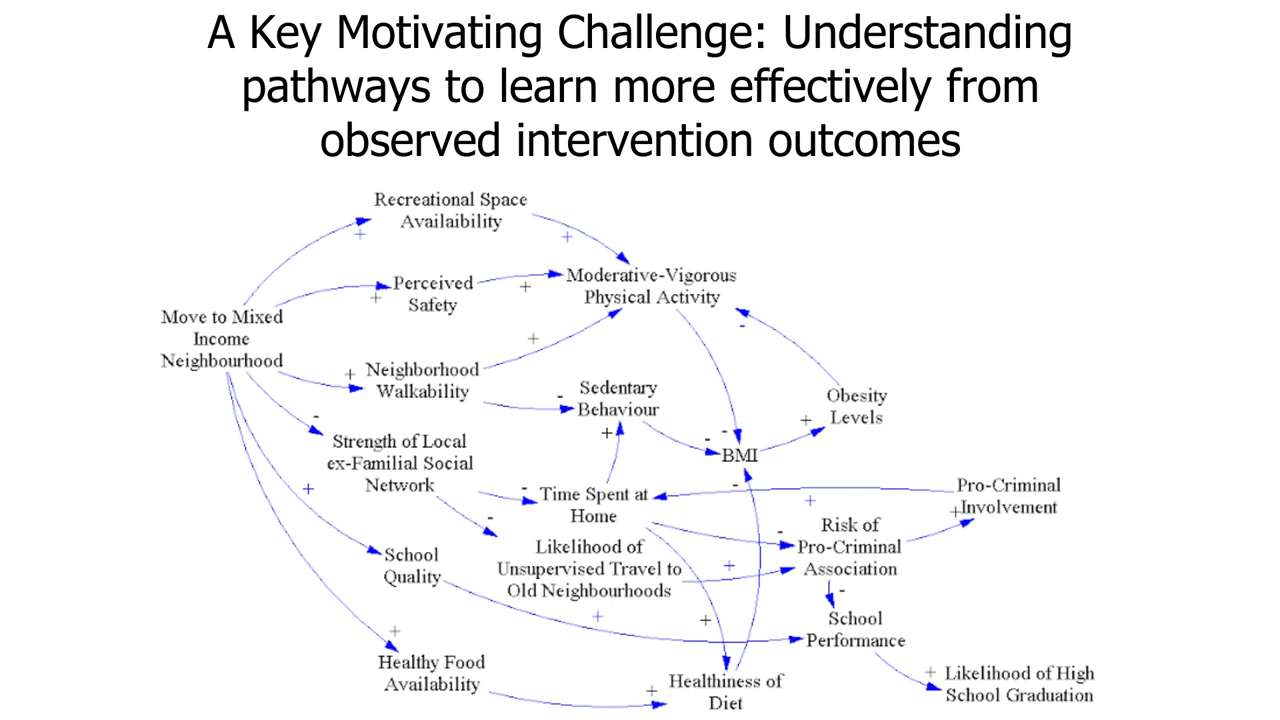 A Key Motivating Challenge: Understanding
pathways to learn more effectively from
observed intervention outcomes
Recreational Space
Availaibility
+
+
Perceived
Safety
+
+
Moderative-Vigorous
Physical Activity
-
Move to Mixed
Income
Neighbourhood
+
Neighborhood
Walkability
+
-
Sedentary
Behaviour
+
Obesity
Levels
+
-
-
BMI
-
-
Strength of Local
ex-Familial Social
Network
-
-
Time Spent at
Home
+
Pro-Criminal
Involvement
+
Risk of
Pro-Criminal
Association
-
+
Likelihood of
Unsupervised Travel to
Old Neighbourhoods
+
School
Quality
+
+
-
School
Performance
+
Healthy Food
Availability
+
Healthiness of
Diet
+
Likelihood of High
School Graduation